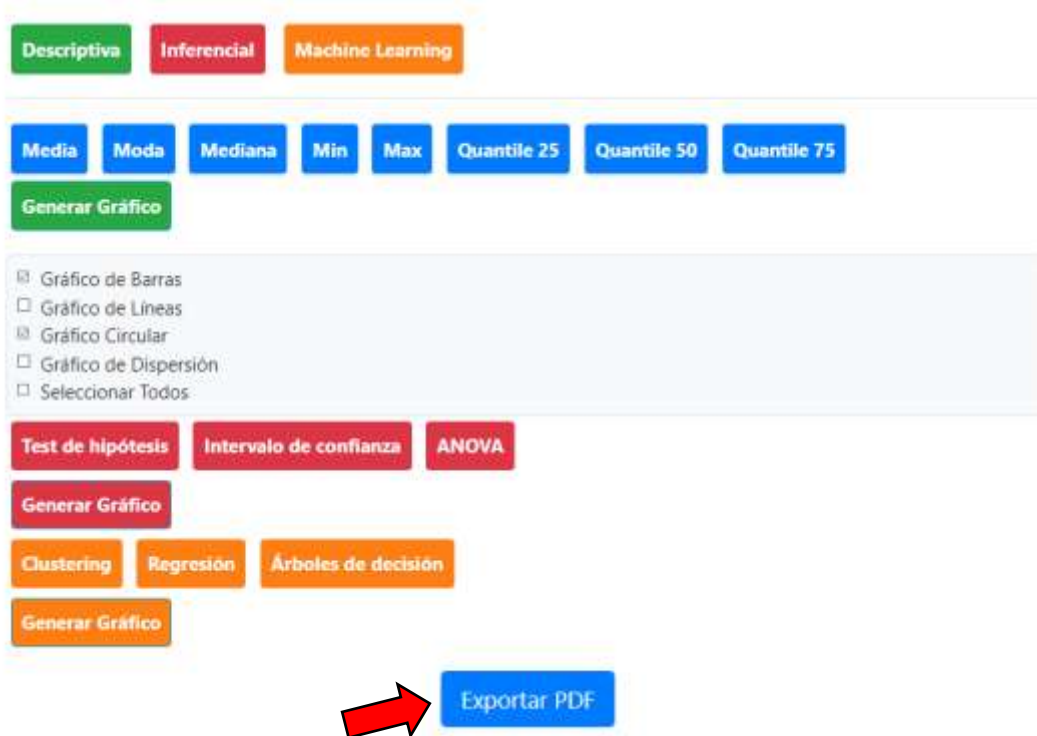 Descriptiva Inferencial Machine Learning
Media Moda Mediana Min Max Quantile 25 Quantile 50 Quantile 75
Generar Gráfico
Gráfico de Barras
Gráfico de Líneas
Gráfico Circular
Gráfico de Dispersión
Seleccionar Todos
Test de hipótesis Intervalo de confianza ANOVA
Generar Gráfico
Clustering Regresión Árboles de decisión
Generar Gráfico
Exportar PDF